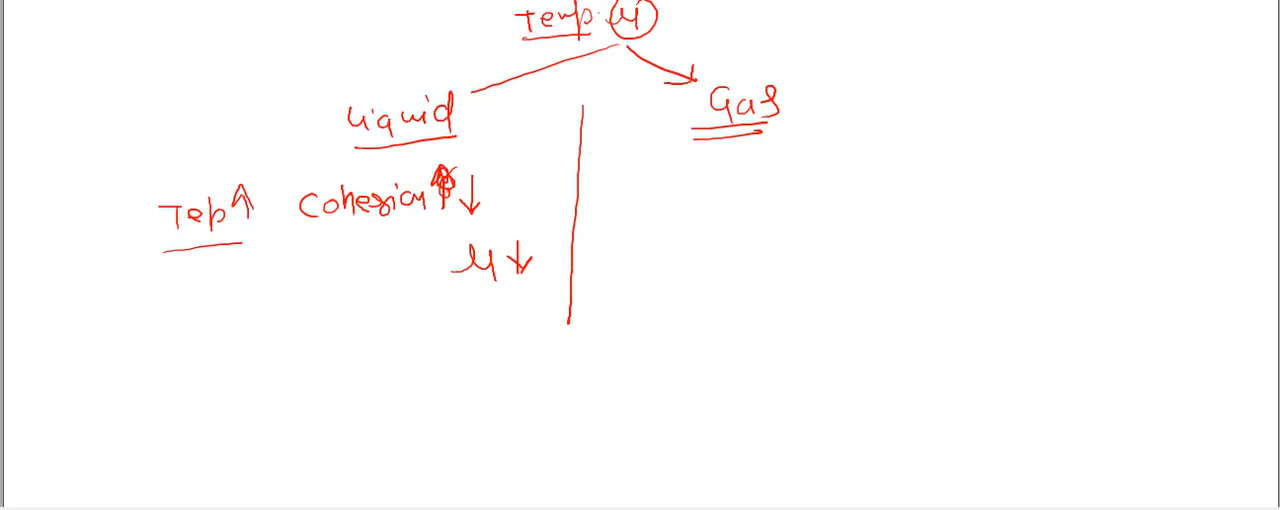 Temp. μ
Liquid
Gas
Tep↑ Cohesion ↓
μ↓